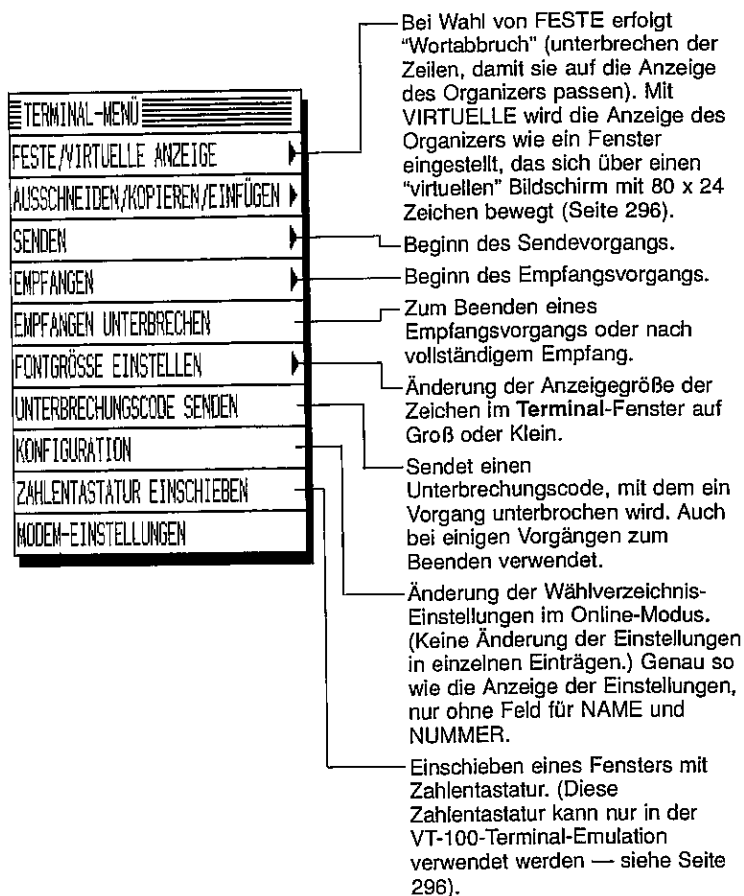 TERMINAL-MENÜ
FESTE/VIRTUELLE ANZEIGE
AUSSCHNEIDEN/KOPIEREN/EINFÜGEN
SENDEN
EMPFANGEN
EMPFANGEN UNTERBRECHEN
FONTGRÖSSE EINSTELLEN
UNTERBRECHUNGSCODE SENDEN
KONFIGURATION
ZAHLENTASTATUR EINSCHIEBEN
MODEM-EINSTELLUNGEN
Bei Wahl von FESTE erfolgt
“Wortabbruch” (unterbrechen der
Zeilen, damit sie auf die Anzeige
des Organizers passen). Mit
VIRTUELLE wird die Anzeige des
Organizers wie ein Fenster
eingestellt, das sich über einen
“virtuellen” Bildschirm mit 80 x 24
Zeichen bewegt (Seite 296).
Beginn des Sendevorgangs.
Beginn des Empfangsvorgangs.
Zum Beenden eines
Empfangsvorgangs oder nach
vollständigem Empfang.
Änderung der Anzeigegröße der
Zeichen im Terminal-Fenster auf
Groß oder Klein.
Sendet einen
Unterbrechungscode, mit dem ein
Vorgang unterbrochen wird. Auch
bei einigen Vorgängen zum
Beenden verwendet.
Änderung der Wählverzeichnis-
Einstellungen im Online-Modus.
(Keine Änderung der Einstellungen
in einzelnen Einträgen.) Genau so
wie die Anzeige der Einstellungen,
nur ohne Feld für NAME und
NUMMER.
Einschieben eines Fensters mit
Zahlentastatur. (Diese
Zahlentastatur kann nur in der
VT-100-Terminal-Emulation
verwendet werden — siehe Seite
296).